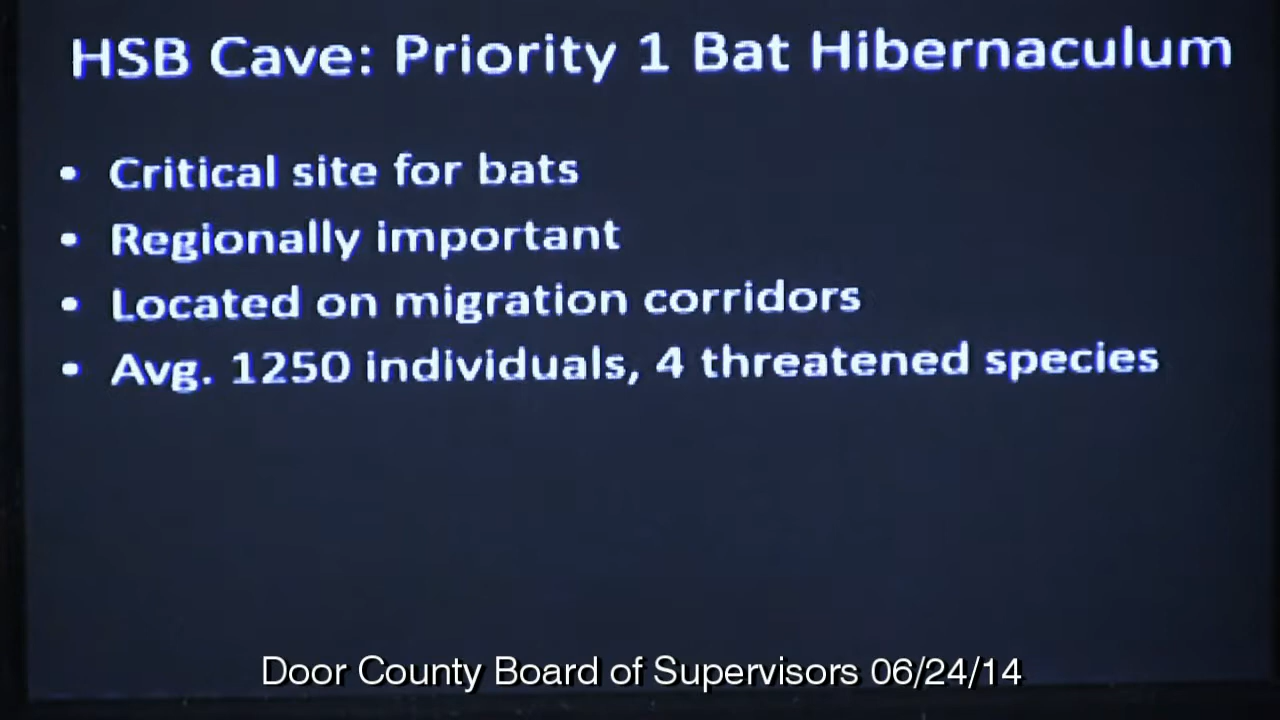 HSB Cave: Priority 1 Bat Hibernaculum
• Critical site for bats
• Regionally important
• Located on migration corridors
• Avg. 1250 individuals, 4 threatened species
Door County Board of Supervisors 06/24/14